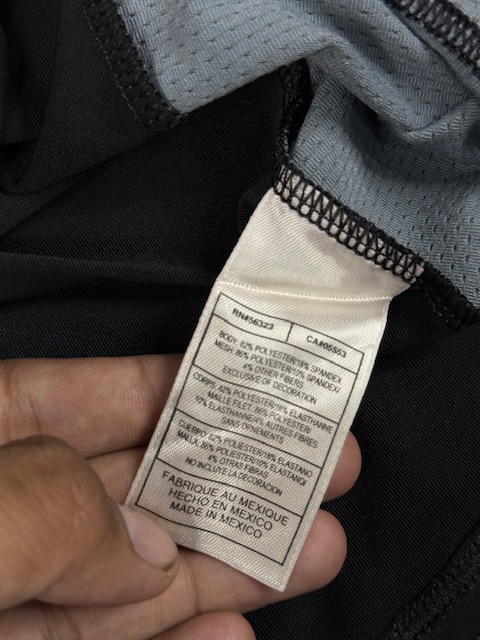 RN#56323 CA#05553
BODY: 82% POLYESTER/18% SPANDEX
MESH: 86% POLYESTER/10% SPANDEX/
4% OTHER FIBERS
EXCLUSIVE OF DECORATION
CORPS: 82% POLYESTER/18% ELASTHANNE
MAILLE FILET: 86% POLYESTER/
10% ELASTHANNE/4% AUTRES FIBRES
SANS ORNEMENTS
CUERPO: 82% POLIESTER/18% ELASTANO
MALLA: 86% POLIESTER/10% ELASTANO/
4% OTRAS FIBRAS
NO INCLUYE LA DECORACION
FABRIQUE AU MEXIQUE
HECHO EN MEXICO
MADE IN MEXICO